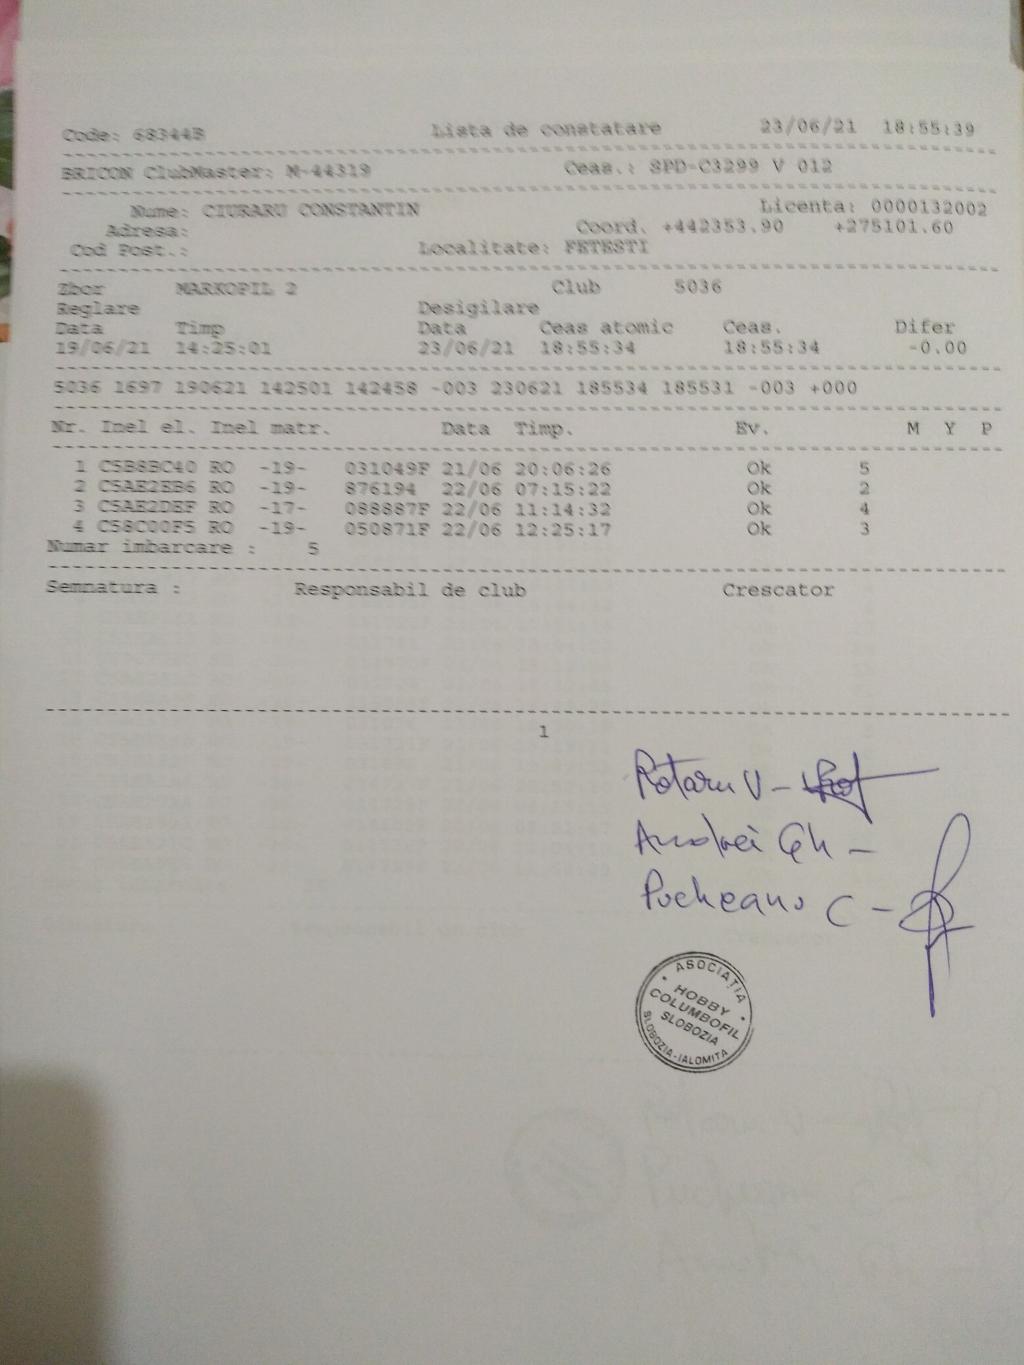 Code: 68344B Lista de constatare 23/06/21 18:55:39
BRICON ClubMaster: M-44319 Ceas.: SPD-C3299 V 012
Nume: CIURARU CONSTANTIN Licenta: 0000132002
Adresa: Coord. +442353.90 +275101.60
Cod Post.: Localitate: FETESTI
Zbor MARKOPIL 2 Club 5036
Reglare Desigilare
Data Timp Data Ceas atomic Ceas. Difer
19/06/21 14:25:01 23/06/21 18:55:34 18:55:34 -0.00
5036 1697 190621 142501 142458 -003 230621 185534 185531 -003 +000
Nr. Inel el. Inel matr. Data Timp. Ev. M Y P
1 C5B8BC40 RO -19- 031049F 21/06 20:06:26 Ok 5
2 C5AE2EB6 RO -19- 876194 22/06 07:15:22 Ok 2
3 C5AE2DEF RO -17- 088887F 22/06 11:14:32 Ok 4
4 C58C00F5 RO -19- 050871F 22/06 12:25:17 Ok 3
Numar imbarcare : 5
Semnatura : Responsabil de club Crescator
1
Rotaru V -
Andrei Gh -
Pucheanu C -
ASOCIAȚIA
HOBBY
COLUMBOFIL
SLOBOZIA
SLOBOZIA-IALOMITA